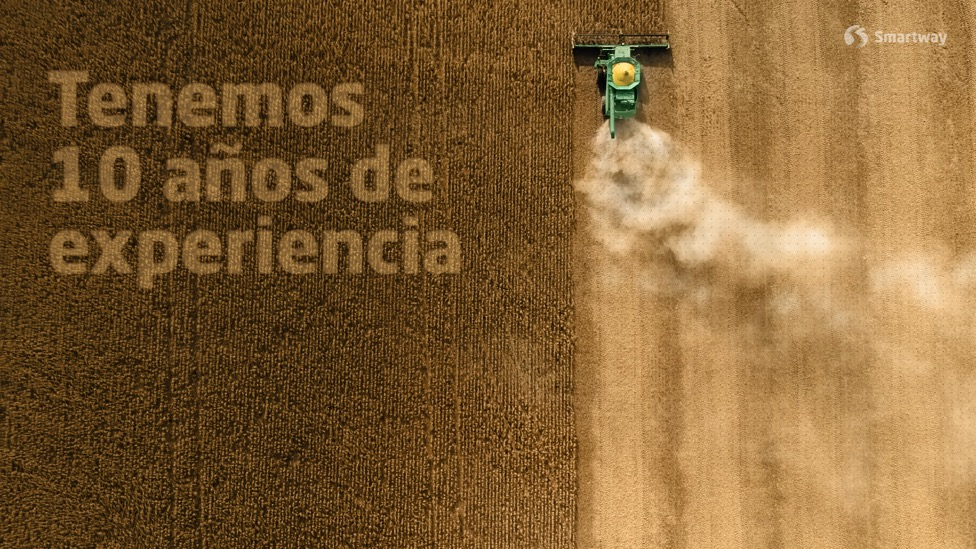 Smartway
Tenemos
10 años de
experiencia